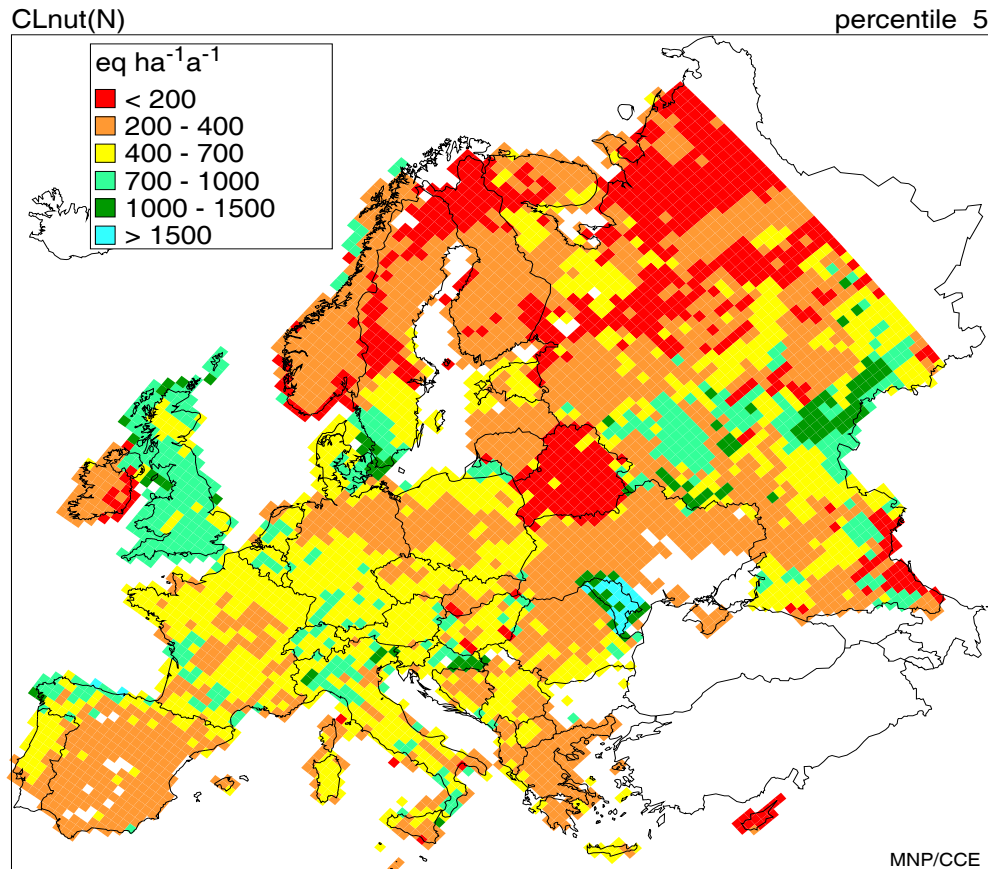 CLnut(N) percentile 5
eq ha⁻¹a⁻¹
< 200
200 - 400
400 - 700
700 - 1000
1000 - 1500
> 1500
MNP/CCE